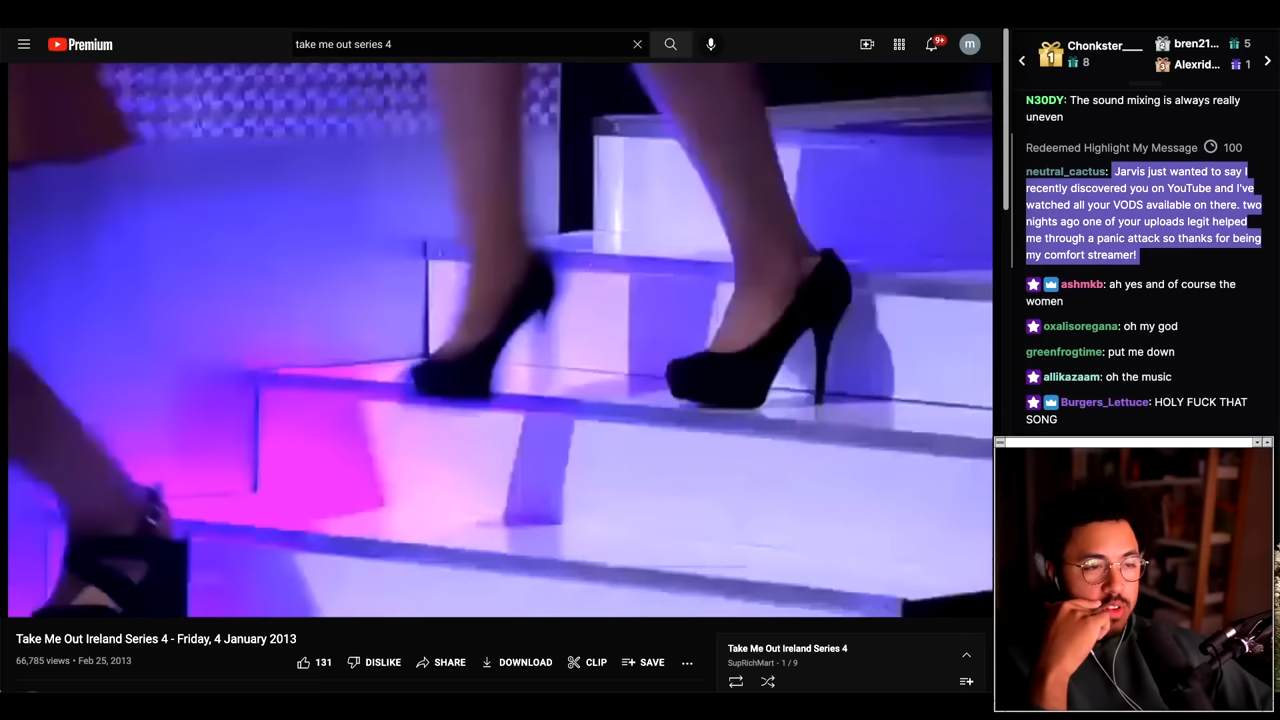 Premium
take me out series 4
9+
m
1
Chonkster____
8
2
bren21...
5
3
Alexrid...
1
N30DY: The sound mixing is always really
uneven
Redeemed Highlight My Message 100
neutral_cactus: Jarvis just wanted to say I
recently discovered you on YouTube and I've
watched all your VODS available on there. two
nights ago one of your uploads legit helped
me through a panic attack so thanks for being
my comfort streamer!
ashmkb: ah yes and of course the
women
oxalisoregana: oh my god
greenfrogtime: put me down
allikazaam: oh the music
Burgers_Lettuce: HOLY FUCK THAT
SONG
Take Me Out Ireland Series 4 - Friday, 4 January 2013
66,785 views • Feb 25, 2013
131
DISLIKE
SHARE
DOWNLOAD
CLIP
SAVE
Take Me Out Ireland Series 4
SupRichMart - 1 / 9